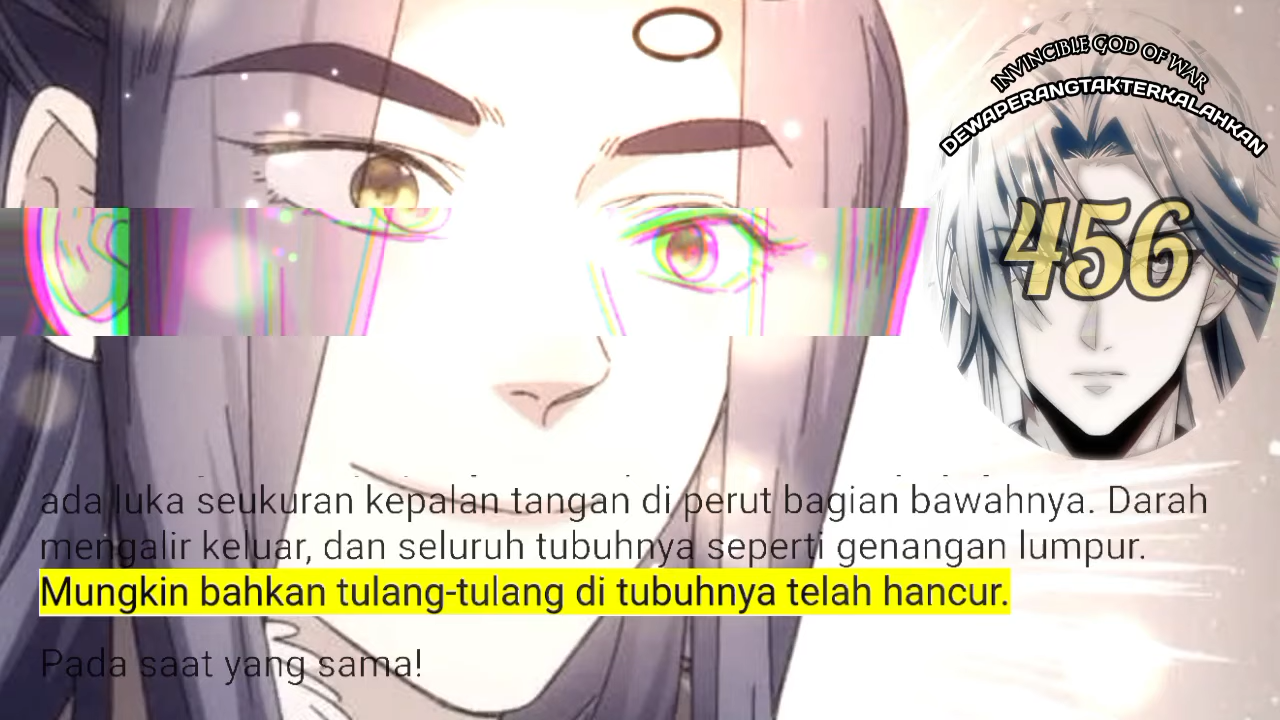 INVINCIBLE GOD OF WAR
DEWAPERANGTAKTERKALAHKAN
456
ada luka seukuran kepalan tangan di perut bagian bawahnya. Darah
mengalir keluar, dan seluruh tubuhnya seperti genangan lumpur.
Mungkin bahkan tulang-tulang di tubuhnya telah hancur.
Pada saat yang sama!